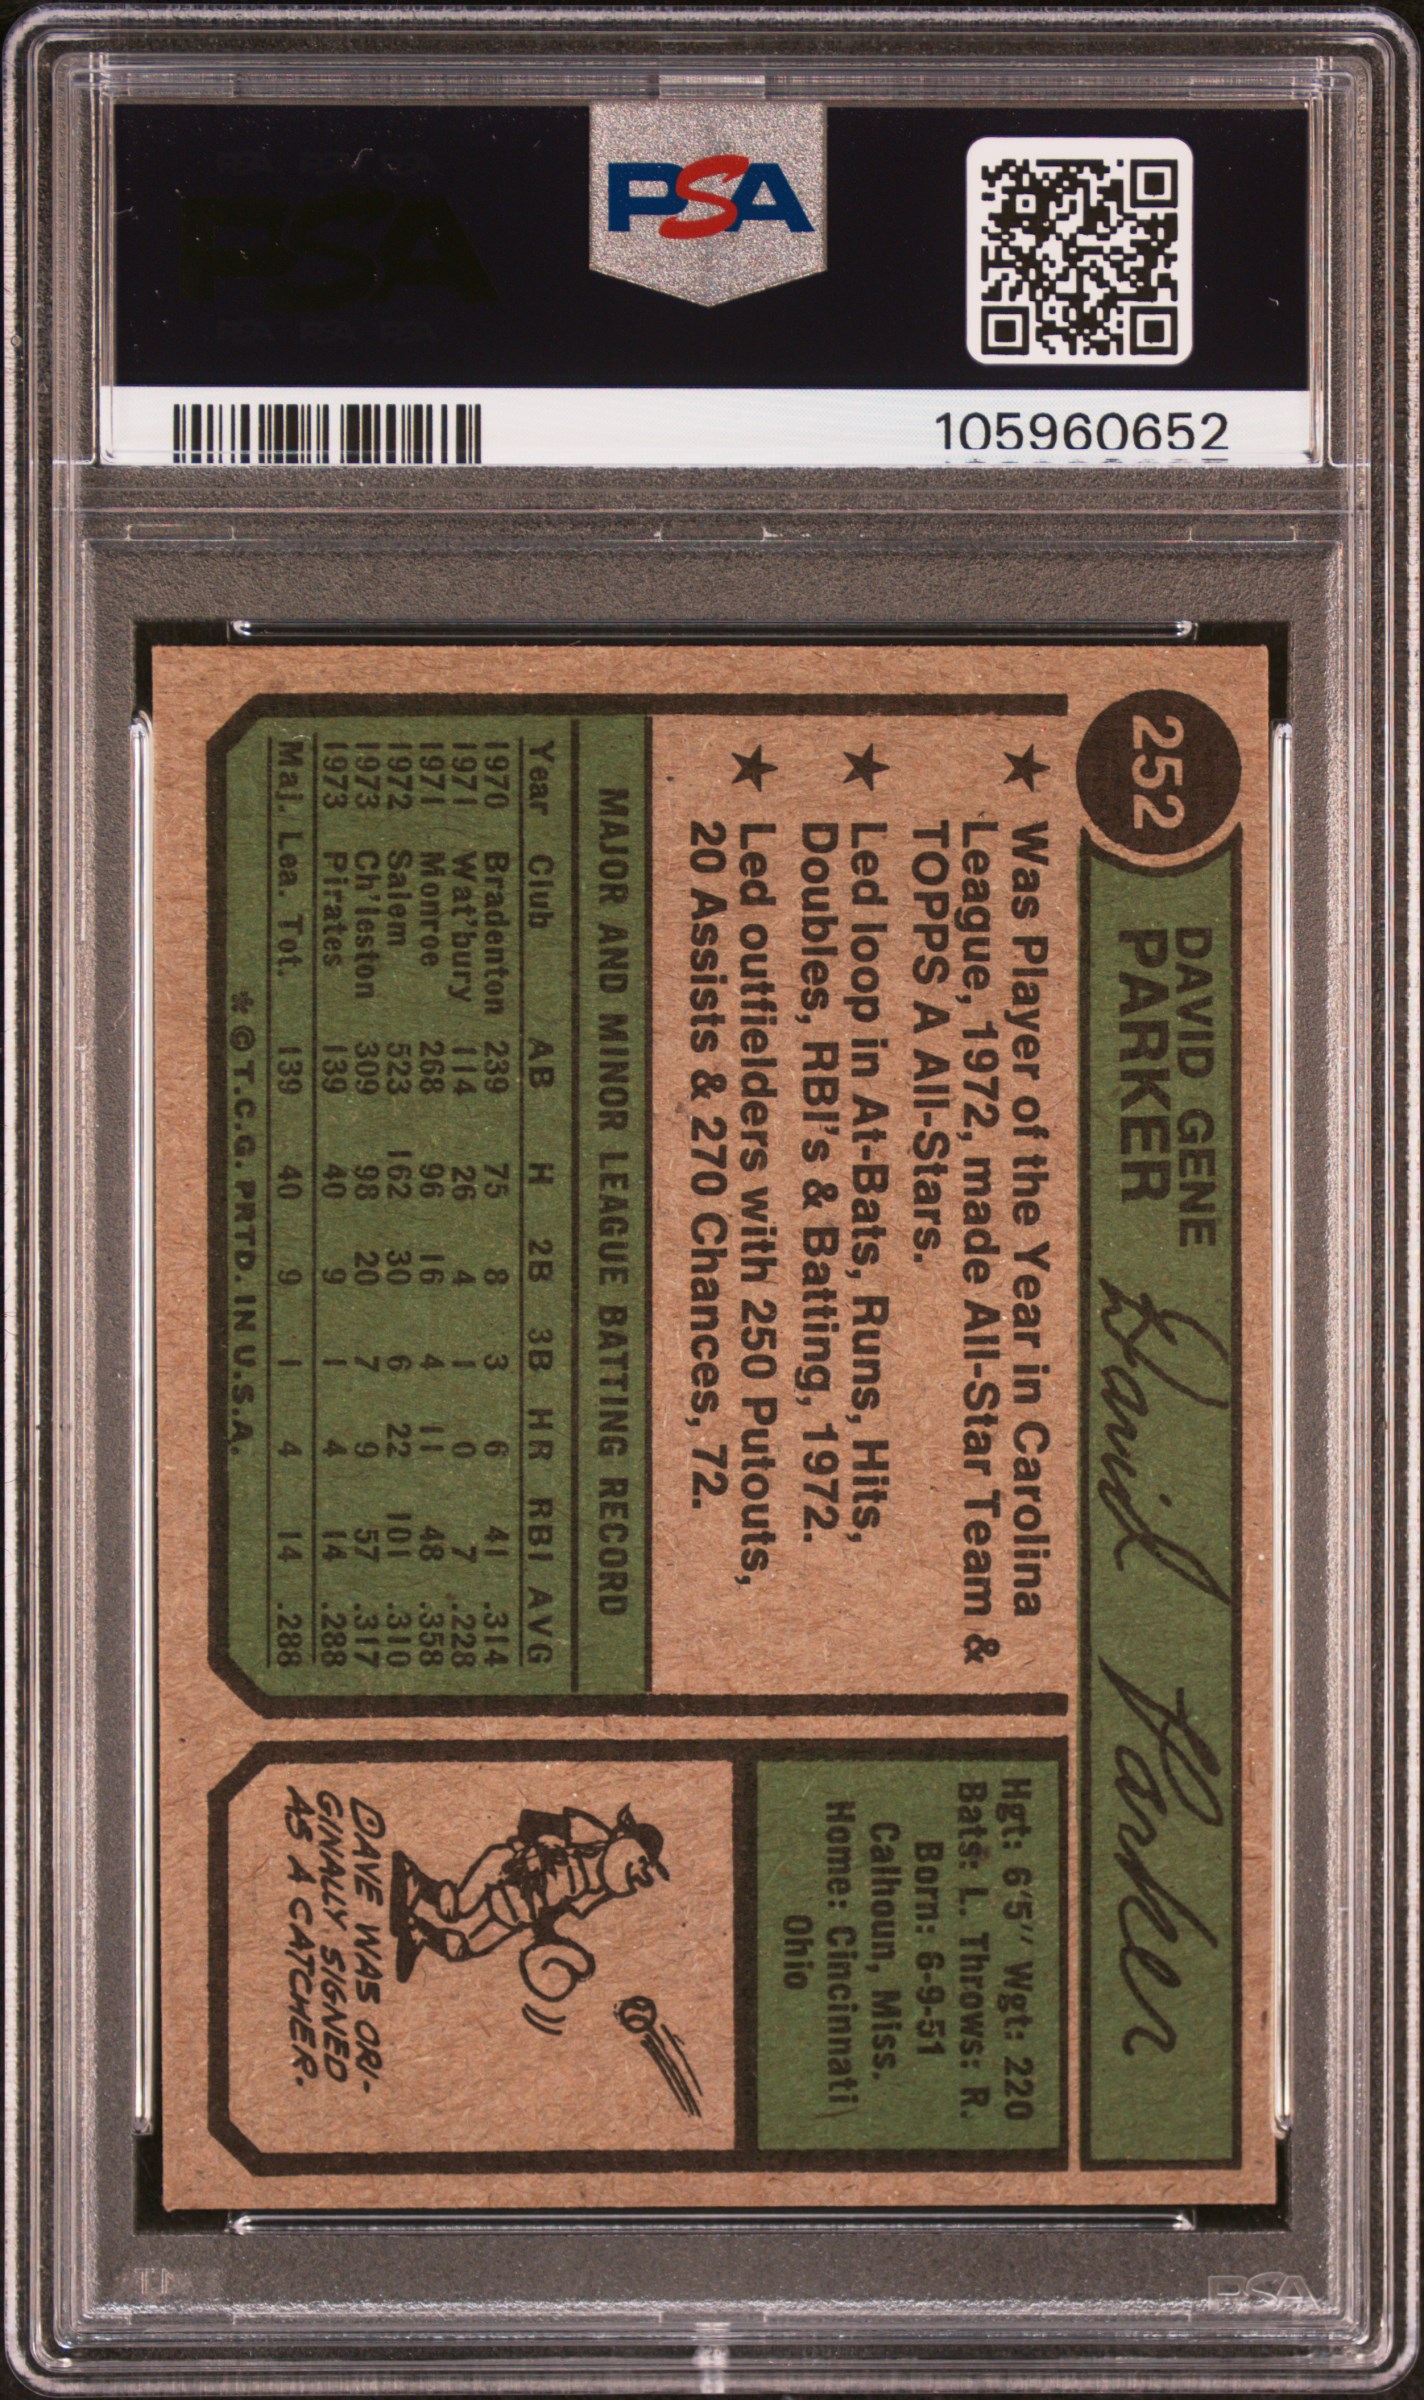 PSA
105960652
252
DAVID GENE
PARKER
David Parker
★ Was Player of the Year in Carolina
League, 1972, made All-Star Team &
TOPPS A All-Stars.
★ Led loop in At-Bats, Runs, Hits,
Doubles, RBI's & Batting, 1972.
★ Led outfielders with 250 Putouts,
20 Assists & 270 Chances, 72.
MAJOR AND MINOR LEAGUE BATTING RECORD
Year Club AB H 2B 3B HR RBI AVG
1970 Bradenton 239 75 8 3 6 41 .314
1971 Wat'bury 114 26 4 1 0 7 .228
1971 Monroe 268 96 16 4 11 48 .358
1972 Salem 523 162 30 6 22 101 .310
1973 Ch'leston 309 98 20 7 9 57 .317
1973 Pirates 139 40 9 1 4 14 .288
Maj. Lea. Tot. 139 40 9 1 4 14 .288
* © T.C.G. PRTD. IN U.S.A.
Hgt: 6'5" Wgt: 220
Bats: L. Throws: R.
Born: 6-9-51
Calhoun, Miss.
Home: Cincinnati
Ohio
DAVE WAS ORI-
GINALLY SIGNED
AS A CATCHER.
PSA